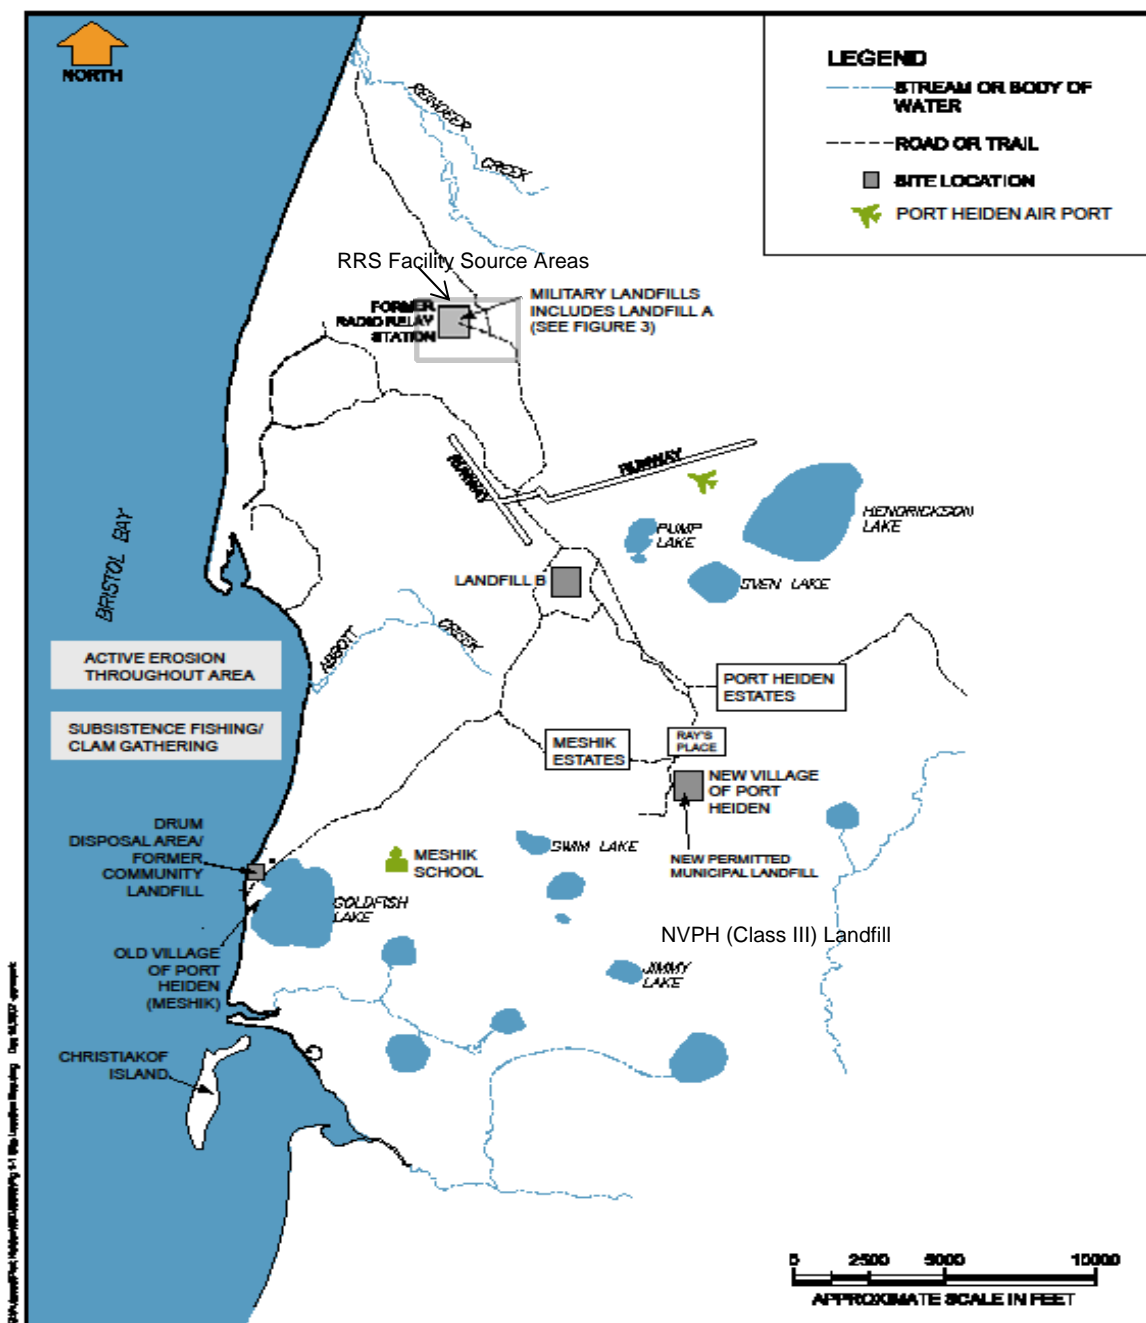 NORTH
LEGEND
STREAM OR BODY OF
WATER
ROAD OR TRAIL
SITE LOCATION
PORT HEIDEN AIR PORT
REINDEER
CREEK
RRS Facility Source Areas
FORMER
RADIO RELAY
STATION
MILITARY LANDFILLS
INCLUDES LANDFILL A
(SEE FIGURE 3)
RUNWAY
RUNWAY
HENDRICKSON
LAKE
PUMP
LAKE
SVEN LAKE
LANDFILL B
BRISTOL BAY
ABBOTT
CREEK
ACTIVE EROSION
THROUGHOUT AREA
SUBSISTENCE FISHING/
CLAM GATHERING
PORT HEIDEN
ESTATES
MESHIK
ESTATES
RAY'S
PLACE
NEW VILLAGE
OF PORT
HEIDEN
DRUM
DISPOSAL AREA/
FORMER
COMMUNITY
LANDFILL
MESHIK
SCHOOL
SWIM LAKE
NEW PERMITTED
MUNICIPAL LANDFILL
GOLDFISH
LAKE
NVPH (Class III) Landfill
OLD VILLAGE
OF PORT
HEIDEN
(MESHIK)
JIMMY
LAKE
CHRISTIAKOF
ISLAND
0 2500 5000 10000
APPROXIMATE SCALE IN FEET